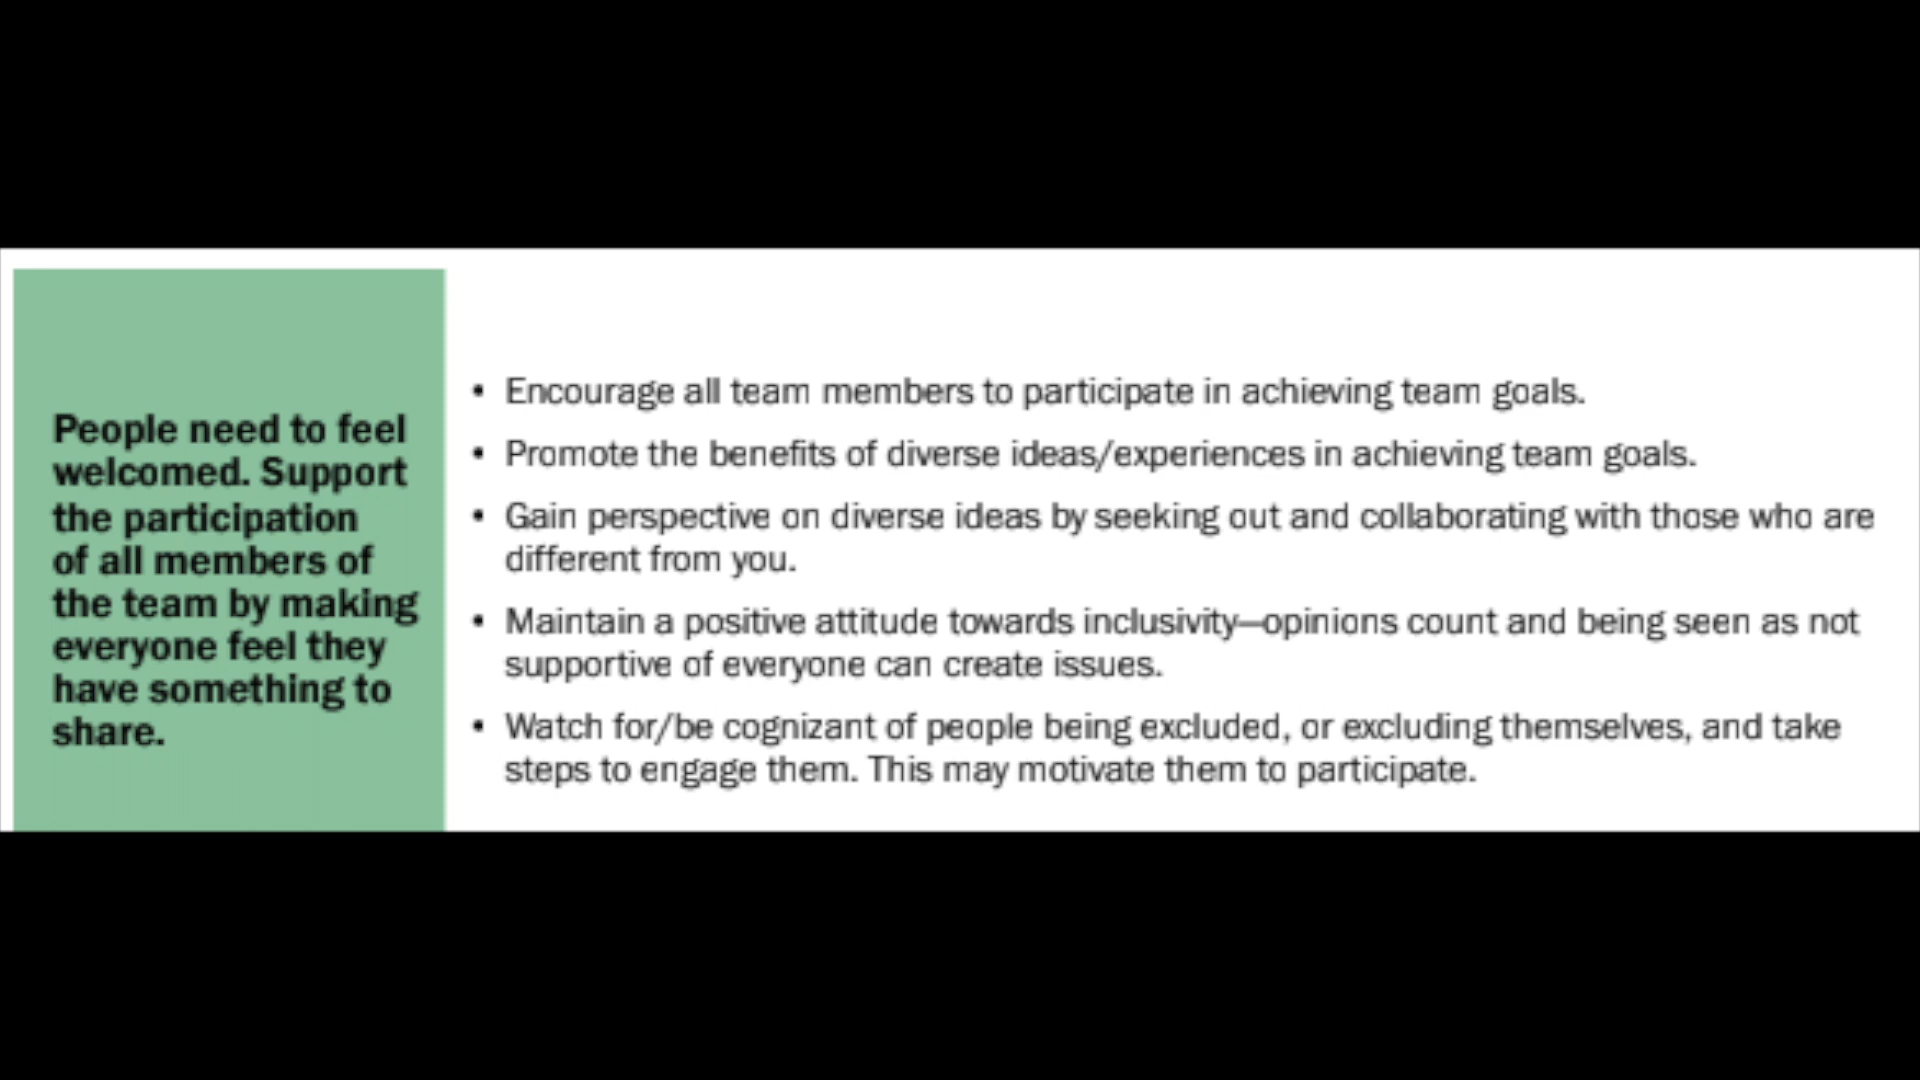 People need to feel
welcomed. Support
the participation
of all members of
the team by making
everyone feel they
have something to
share.
• Encourage all team members to participate in achieving team goals.
• Promote the benefits of diverse ideas/experiences in achieving team goals.
• Gain perspective on diverse ideas by seeking out and collaborating with those who are
different from you.
• Maintain a positive attitude towards inclusivity—opinions count and being seen as not
supportive of everyone can create issues.
• Watch for/be cognizant of people being excluded, or excluding themselves, and take
steps to engage them. This may motivate them to participate.